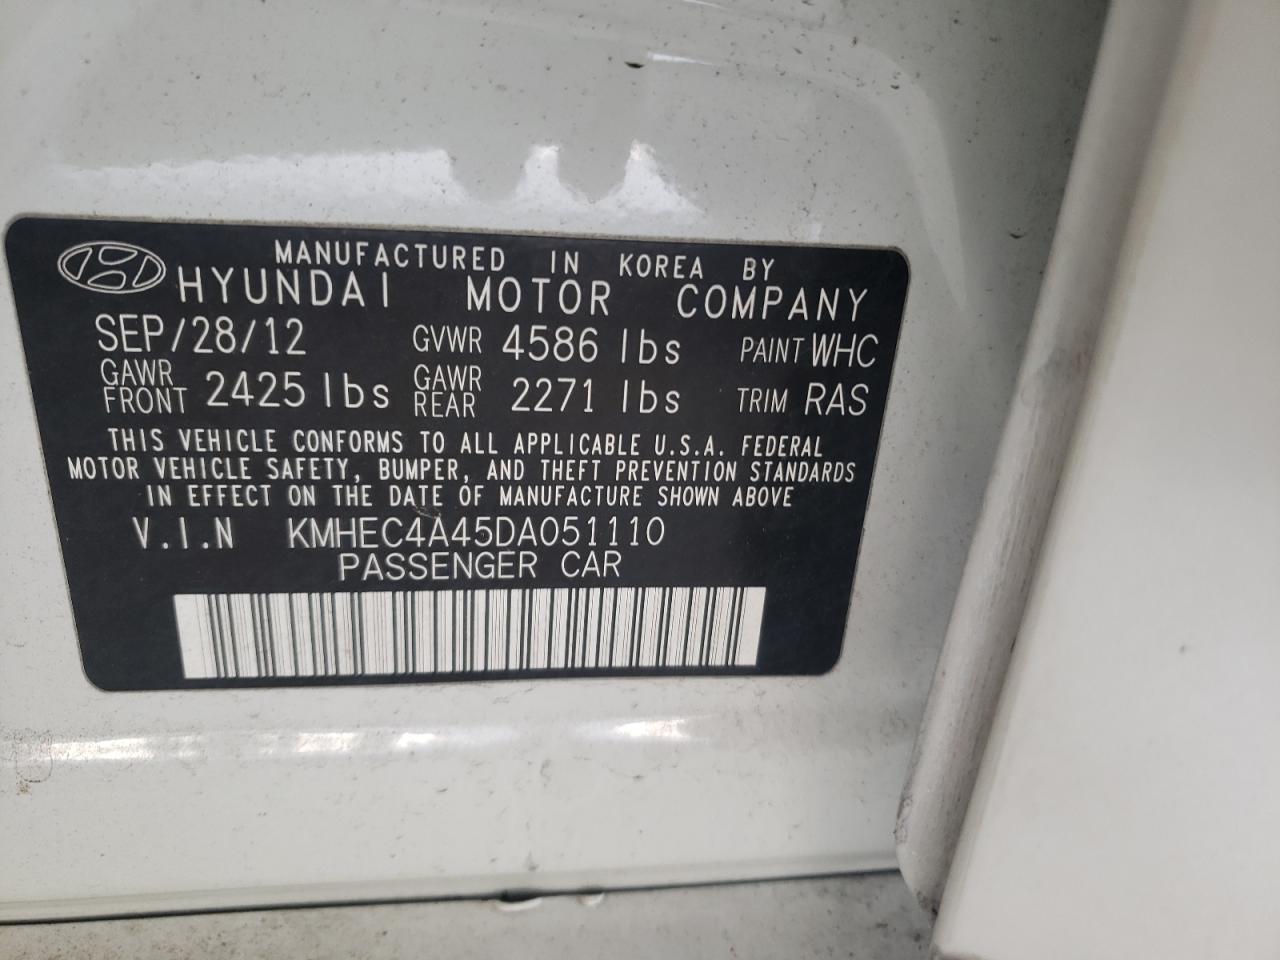 MANUFACTURED IN KOREA BY
HYUNDAI MOTOR COMPANY
SEP/28/12 GVWR 4586 lbs PAINT WHC
GAWR FRONT 2425 lbs GAWR REAR 2271 lbs TRIM RAS
THIS VEHICLE CONFORMS TO ALL APPLICABLE U.S.A. FEDERAL
MOTOR VEHICLE SAFETY, BUMPER, AND THEFT PREVENTION STANDARDS
IN EFFECT ON THE DATE OF MANUFACTURE SHOWN ABOVE
V.I.N KMHEC4A45DA051110
PASSENGER CAR